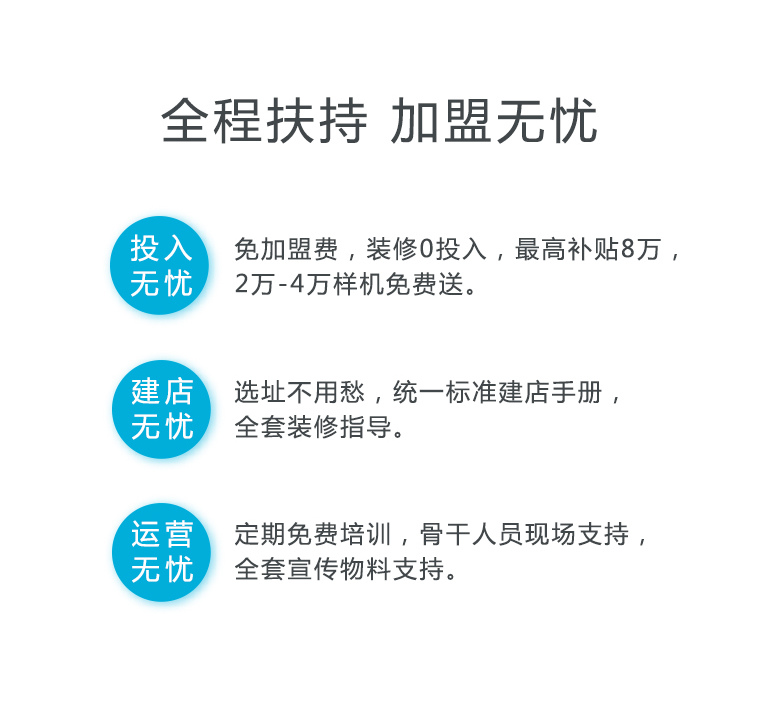 全程扶持 加盟无忧
投入
无忧
免加盟费，装修0投入，最高补贴8万，
2万-4万样机免费送。
建店
无忧
选址不用愁，统一标准建店手册，
全套装修指导。
运营
无忧
定期免费培训，骨干人员现场支持，
全套宣传物料支持。